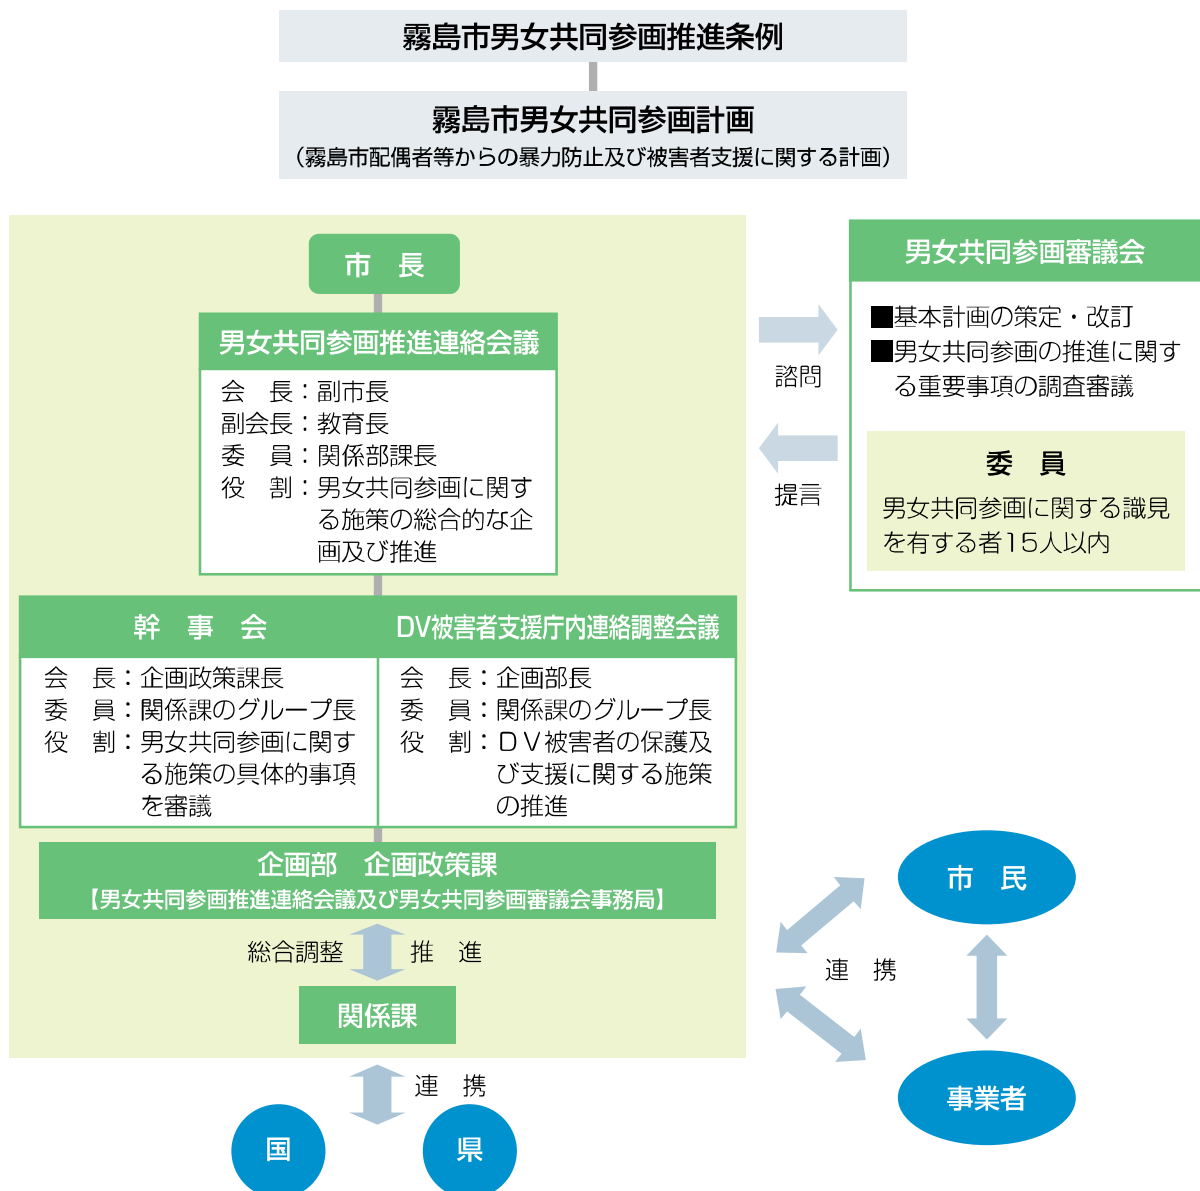 霧島市男女共同参画推進条例
霧島市男女共同参画計画
（霧島市配偶者等からの暴力防止及び被害者支援に関する計画）
市　長
男女共同参画推進連絡会議
会　長：副市長
副会長：教育長
委　員：関係部課長
役　割：男女共同参画に関す
る施策の総合的な企
画及び推進
諮問
提言
男女共同参画審議会
■基本計画の策定・改訂
■男女共同参画の推進に関す
る重要事項の調査審議
委　員
男女共同参画に関する識見
を有する者15人以内
幹　事　会
会　長：企画政策課長
委　員：関係課のグループ長
役　割：男女共同参画に関す
る施策の具体的事項
を審議
DV被害者支援庁内連絡調整会議
会　長：企画部長
委　員：関係課のグループ長
役　割：ＤＶ被害者の保護及
び支援に関する施策
の推進
企画部　企画政策課
【男女共同参画推進連絡会議及び男女共同参画審議会事務局】
総合調整
推　進
関係課
連　携
国
県
連　携
市　民
事業者